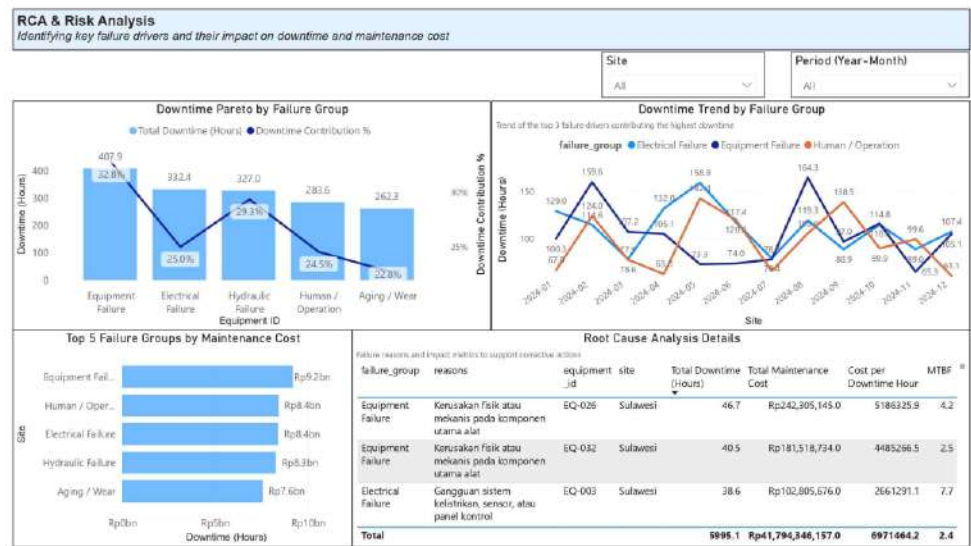 RCA & Risk Analysis
Identifying key failure drivers and their impact on downtime and maintenance cost
Site
All
Period (Year-Month)
All
Downtime Pareto by Failure Group
Total Downtime (Hours) Downtime Contribution %
Downtime (Hours)
400
300
200
100
0
407.9
332.4
327.0
283.6
262.3
32.8%
25.0%
29.3%
24.5%
22.8%
25%
Downtime Contribution %
Equipment Failure
Electrical Failure
Hydraulic Failure
Human / Operation
Aging / Wear
Equipment ID
Downtime Trend by Failure Group
Trend of the top 3 failure drivers contributing the highest downtime
failure_group Electrical Failure Equipment Failure Human / Operation
Downtime (Hours)
150
100
129.0
100.3
159.6
124.0
132.0
105.1
158.9
74.0
117.4
164.3
119.3
138.5
80.9
114.8
99.6
65.3
107.4
105.1
2024-01
2024-02
2024-03
2024-04
2024-05
2024-06
2024-07
2024-08
2024-09
2024-10
2024-11
2024-12
Site
Top 5 Failure Groups by Maintenance Cost
Site
Equipment Fail... Rp9.2bn
Human / Oper... Rp8.4bn
Electrical Failure Rp8.4bn
Hydraulic Failure Rp8.3bn
Aging / Wear Rp7.6bn
Rp0bn Rp5bn Rp10bn
Downtime (Hours)
Root Cause Analysis Details
Failure reasons and impact metrics to support corrective actions
failure_group reasons equipment_id site Total Downtime (Hours) Total Maintenance Cost Cost per Downtime Hour MTBF
Equipment Failure Kerusakan fisik atau mekanis pada komponen utama alat EQ-026 Sulawesi 46.7 Rp242,305,145.0 5186325.9 4.2
Equipment Failure Kerusakan fisik atau mekanis pada komponen utama alat EQ-032 Sulawesi 40.5 Rp181,518,734.0 4485266.5 2.5
Electrical Failure Gangguan sistem kelistrikan, sensor, atau panel kontrol EQ-003 Sulawesi 38.6 Rp102,805,676.0 2661291.1 7.7
Total 5995.1 Rp41,794,346,157.0 6971464.2 2.4